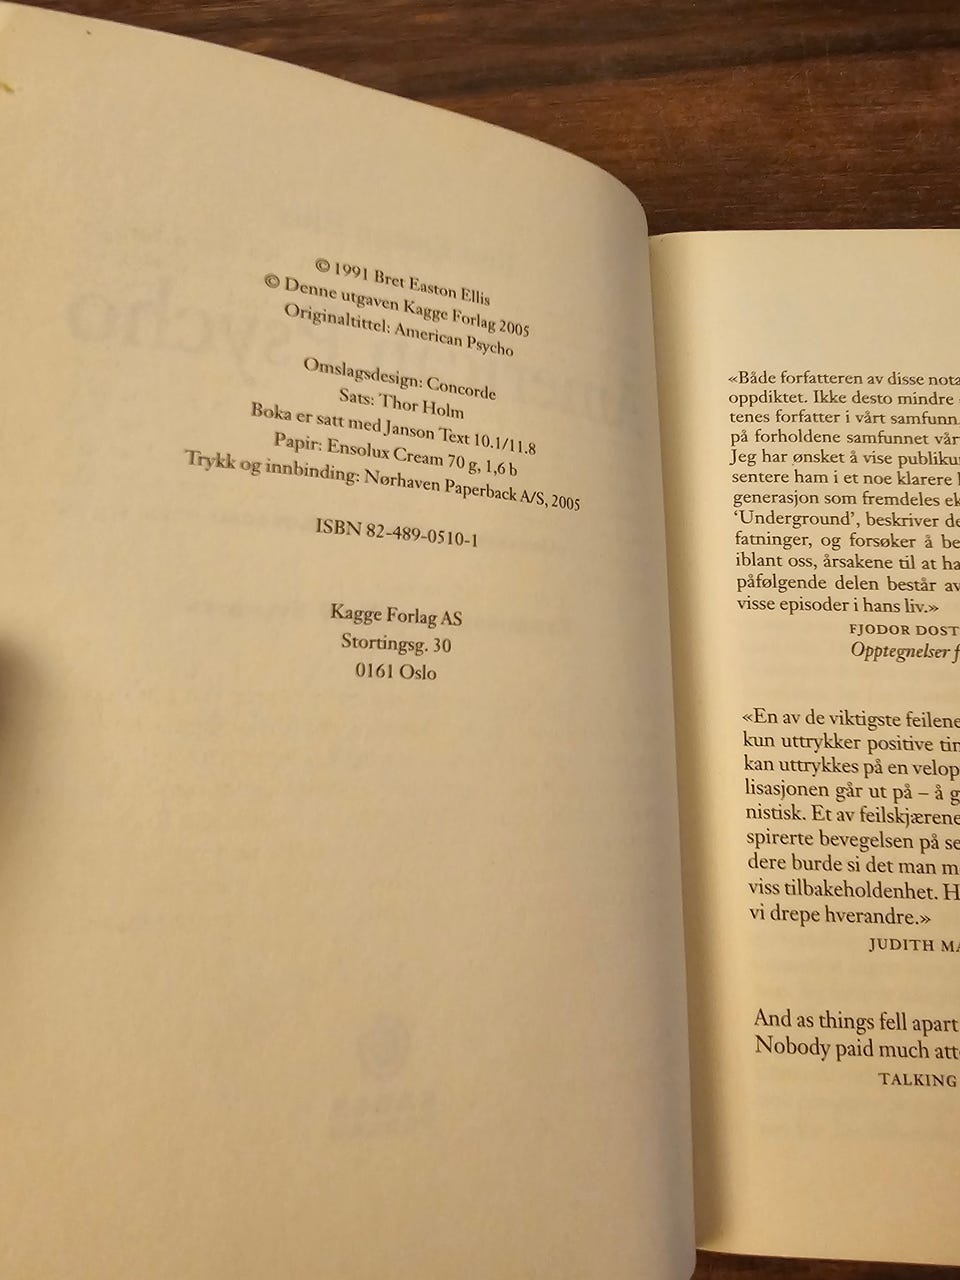 © 1991 Bret Easton Ellis
© Denne utgaven Kagge Forlag 2005
Originaltittel: American Psycho
Omslagsdesign: Concorde
Sats: Thor Holm
Boka er satt med Janson Text 10.1/11.8
Papir: Ensolux Cream 70 g, 1,6 b
Trykk og innbinding: Nørhaven Paperback A/S, 2005
ISBN 82-489-0510-1
Kagge Forlag AS
Stortingsg. 30
0161 Oslo
«Både forfatteren av disse nota
oppdiktet. Ikke desto mindre
tenes forfatter i vårt samfunn.
på forholdene samfunnet vår
Jeg har ønsket å vise publiku
sentere ham i et noe klarere
generasjon som fremdeles ek
‘Underground’, beskriver de
fatninger, og forsøker å be
iblant oss, årsakene til at ha
påfølgende delen består av
visse episoder i hans liv.»
FJODOR DOST
Opptegnelser f
«En av de viktigste feilene
kun uttrykker positive tin
kan uttrykkes på en velop
lisasjonen går ut på – å g
nistisk. Et av feilskjærene
spirerte bevegelsen på se
dere burde si det man m
viss tilbakeholdenhet. H
vi drepe hverandre.»
JUDITH MA
And as things fell apart
Nobody paid much att
TALKING